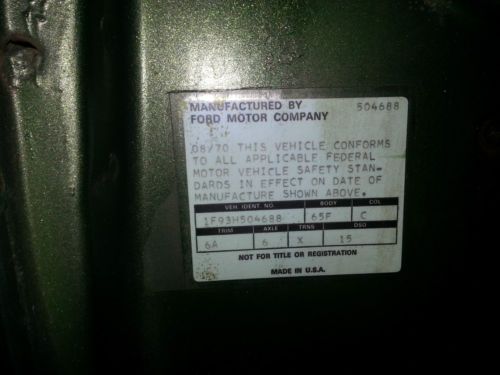 MANUFACTURED BY 504688
FORD MOTOR COMPANY
08/70 THIS VEHICLE CONFORMS
TO ALL APPLICABLE FEDERAL
MOTOR VEHICLE SAFETY STAN-
DARDS IN EFFECT ON DATE OF
MANUFACTURE SHOWN ABOVE.
VEH. IDENT. NO. BODY COL
1F93H504688 65F C
TRIM AXLE TRNS DSO
6A 6 X 15
NOT FOR TITLE OR REGISTRATION
MADE IN U.S.A.